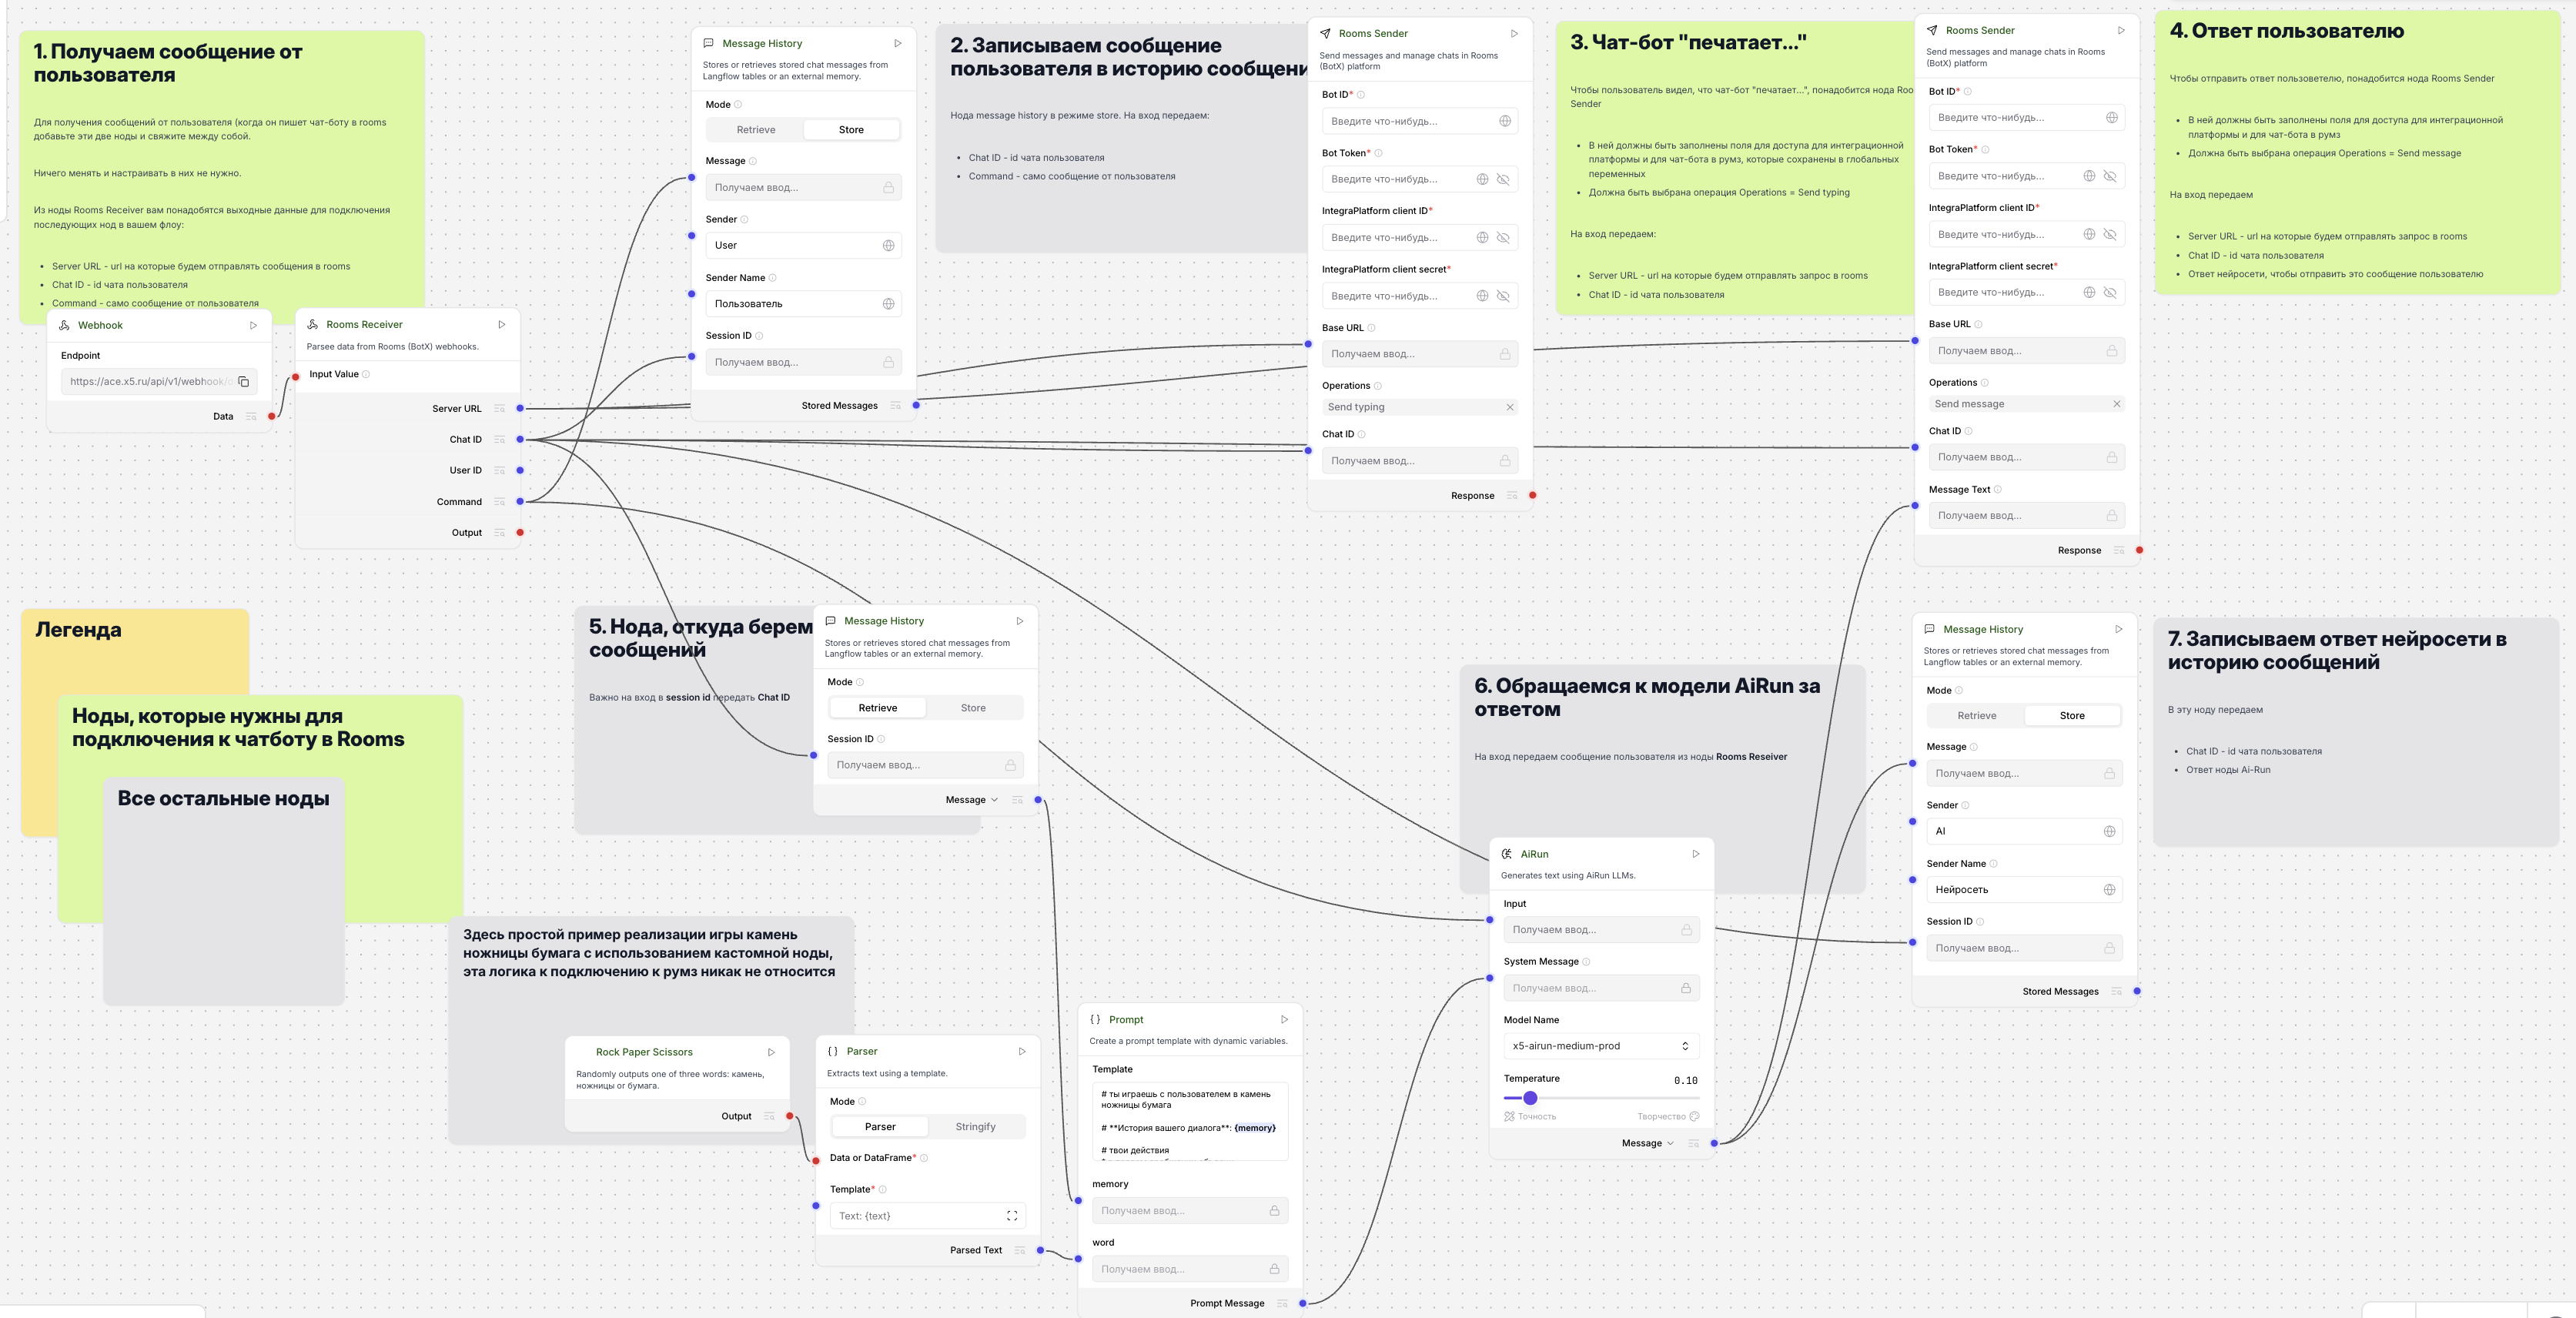 1. Получаем сообщение от
пользователя
Для получения сообщений от пользователя (когда он пишет чат-боту в rooms
добавьте эти две ноды и свяжите между собой.
Ничего менять и настраивать в них не нужно.
Из ноды Rooms Receiver вам понадобятся выходные данные для подключения
последующих нод в вашем флоу:
• Server URL - url на которые будем отправлять сообщения в rooms
• Chat ID - id чата пользователя
• Command - само сообщение от пользователя
Webhook
Endpoint
https://ace.x5.ru/api/v1/webhook/
Data
Rooms Receiver
Parsee data from Rooms (BotX) webhooks.
Input Value
Server URL
Chat ID
User ID
Command
Output
Message History
Stores or retrieves stored chat messages from
Langflow tables or an external memory.
Mode
Retrieve Store
Message
Получаем ввод...
Sender
User
Sender Name
Пользователь
Session ID
Получаем ввод...
Stored Messages
2. Записываем сообщение
пользователя в историю сообщени
Нода message history в режиме store. На вход передаем:
• Chat ID - id чата пользователя
• Command - само сообщение от пользователя
Rooms Sender
Send messages and manage chats in Rooms
(BotX) platform
Bot ID*
Введите что-нибудь...
Bot Token*
Введите что-нибудь...
IntegraPlatform client ID*
Введите что-нибудь...
IntegraPlatform client secret*
Введите что-нибудь...
Base URL
Получаем ввод...
Operations
Send typing
Chat ID
Получаем ввод...
Response
3. Чат-бот "печатает..."
Чтобы пользователь видел, что чат-бот "печатает...", понадобится нода Roo
Sender
• В ней должны быть заполнены поля для доступа для интеграционной
платформы и для чат-бота в румз, которые сохранены в глобальных
переменных
• Должна быть выбрана операция Operations = Send typing
На вход передаем:
• Server URL - url на которые будем отправлять запрос в rooms
• Chat ID - id чата пользователя
Rooms Sender
Send messages and manage chats in Rooms
(BotX) platform
Bot ID*
Введите что-нибудь...
Bot Token*
Введите что-нибудь...
IntegraPlatform client ID*
Введите что-нибудь...
IntegraPlatform client secret*
Введите что-нибудь...
Base URL
Получаем ввод...
Operations
Send message
Chat ID
Получаем ввод...
Message Text
Получаем ввод...
Response
4. Ответ пользователю
Чтобы отправить ответ пользоветелю, понадобится нода Rooms Sender
• В ней должны быть заполнены поля для доступа для интеграционной
платформы и для чат-бота в румз
• Должна быть выбрана операция Operations = Send message
На вход передаем
• Server URL - url на которые будем отправлять запрос в rooms
• Chat ID - id чата пользователя
• Ответ нейросети, чтобы отправить это сообщение пользователю
Легенда
Ноды, которые нужны для
подключения к чатботу в Rooms
Все остальные ноды
5. Нода, откуда берем
сообщений
Важно на вход в session id передать Chat ID
Message History
Stores or retrieves stored chat messages from
Langflow tables or an external memory.
Mode
Retrieve Store
Session ID
Получаем ввод...
Message
6. Обращаемся к модели AiRun за
ответом
На вход передаем сообщение пользователя из ноды Rooms Reseiver
AiRun
Generates text using AiRun LLMs.
Input
Получаем ввод...
System Message
Получаем ввод...
Model Name
x5-airun-medium-prod
Temperature 0.10
Точность Творчество
Message
Message History
Stores or retrieves stored chat messages from
Langflow tables or an external memory.
Mode
Retrieve Store
Message
Получаем ввод...
Sender
AI
Sender Name
Нейросеть
Session ID
Получаем ввод...
Stored Messages
7. Записываем ответ нейросети в
историю сообщений
В эту ноду передаем
• Chat ID - id чата пользователя
• Ответ ноды Ai-Run
Здесь простой пример реализации игры камень
ножницы бумага с использованием кастомной ноды,
эта логика к подключению к румз никак не относится
Rock Paper Scissors
Randomly outputs one of three words: камень,
ножницы or бумага.
Output
Parser
Extracts text using a template.
Mode
Parser Stringify
Data or DataFrame*
Template*
Text: {text}
Parsed Text
Prompt
Create a prompt template with dynamic variables.
Template
# ты играешь с пользователем в камень
ножницы бумага
# **История вашего диалога**: {memory}
# твои действия
memory
Получаем ввод...
word
Получаем ввод...
Prompt Message